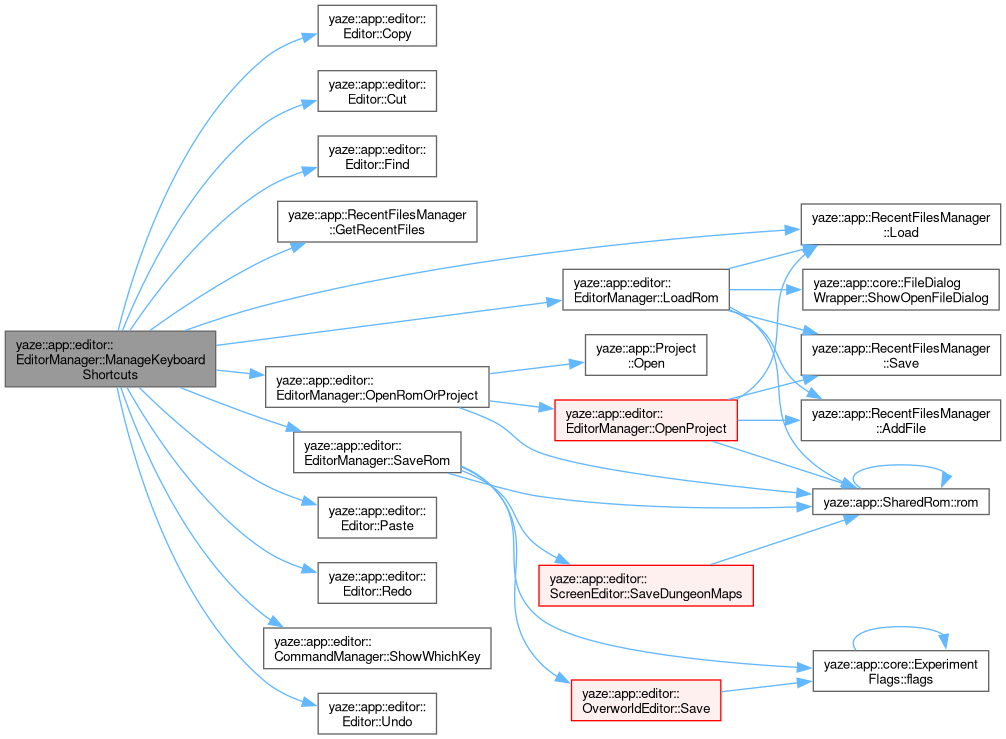 yaze::app::editor::
Editor::Copy
yaze::app::editor::
Editor::Cut
yaze::app::editor::
Editor::Find
yaze::app::RecentFilesManager
::GetRecentFiles
yaze::app::editor::
EditorManager::ManageKeyboard
Shortcuts
yaze::app::editor::
EditorManager::LoadRom
yaze::app::editor::
EditorManager::OpenRomOrProject
yaze::app::editor::
EditorManager::SaveRom
yaze::app::editor::
Editor::Paste
yaze::app::editor::
Editor::Redo
yaze::app::editor::
CommandManager::ShowWhichKey
yaze::app::editor::
Editor::Undo
yaze::app::Project
::Open
yaze::app::editor::
EditorManager::OpenProject
yaze::app::editor::
ScreenEditor::SaveDungeonMaps
yaze::app::editor::
OverworldEditor::Save
yaze::app::RecentFilesManager
::Load
yaze::app::core::FileDialog
Wrapper::ShowOpenFileDialog
yaze::app::RecentFilesManager
::Save
yaze::app::RecentFilesManager
::AddFile
yaze::app::SharedRom::rom
yaze::app::core::Experiment
Flags::flags